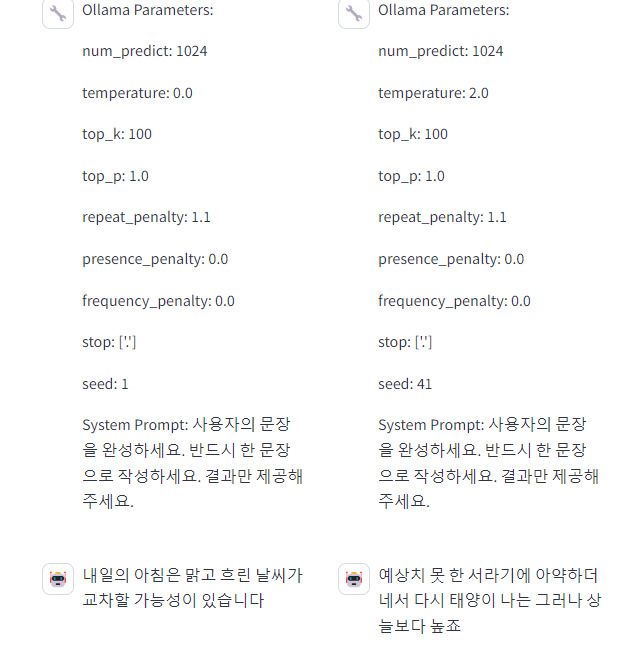 Ollama Parameters:
num_predict: 1024
temperature: 0.0
top_k: 100
top_p: 1.0
repeat_penalty: 1.1
presence_penalty: 0.0
frequency_penalty: 0.0
stop: ['.']
seed: 1
System Prompt: 사용자의 문장
을 완성하세요. 반드시 한 문장
으로 작성하세요. 결과만 제공해
주세요.
내일의 아침은 맑고 흐린 날씨가
교차할 가능성이 있습니다
Ollama Parameters:
num_predict: 1024
temperature: 2.0
top_k: 100
top_p: 1.0
repeat_penalty: 1.1
presence_penalty: 0.0
frequency_penalty: 0.0
stop: ['.']
seed: 41
System Prompt: 사용자의 문장
을 완성하세요. 반드시 한 문장
으로 작성하세요. 결과만 제공해
주세요.
예상치 못 한 서라기에 아약하더
네서 다시 태양이 나는 그러나 상
늘보다 높죠